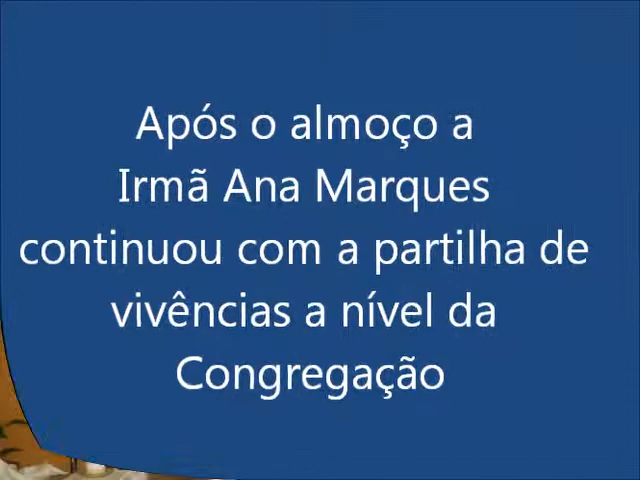 Após o almoço a
Irmã Ana Marques
continuou com a partilha de
vivências a nível da
Congregação